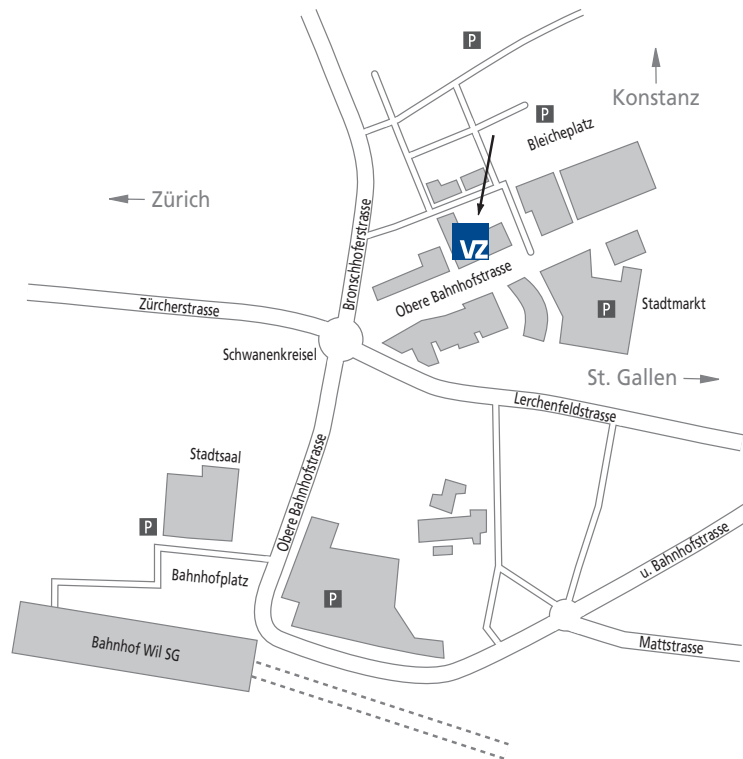 P
Konstanz
P
Bleicheplatz
Zürich
Bronschhoferstrasse
VZ
Obere Bahnhofstrasse
Zürcherstrasse
P
Stadtmarkt
Schwanenkreisel
St. Gallen
Lerchenfeldstrasse
Stadtsaal
Obere Bahnhofstrasse
P
u. Bahnhofstrasse
Bahnhofplatz
P
Bahnhof Wil SG
Mattstrasse